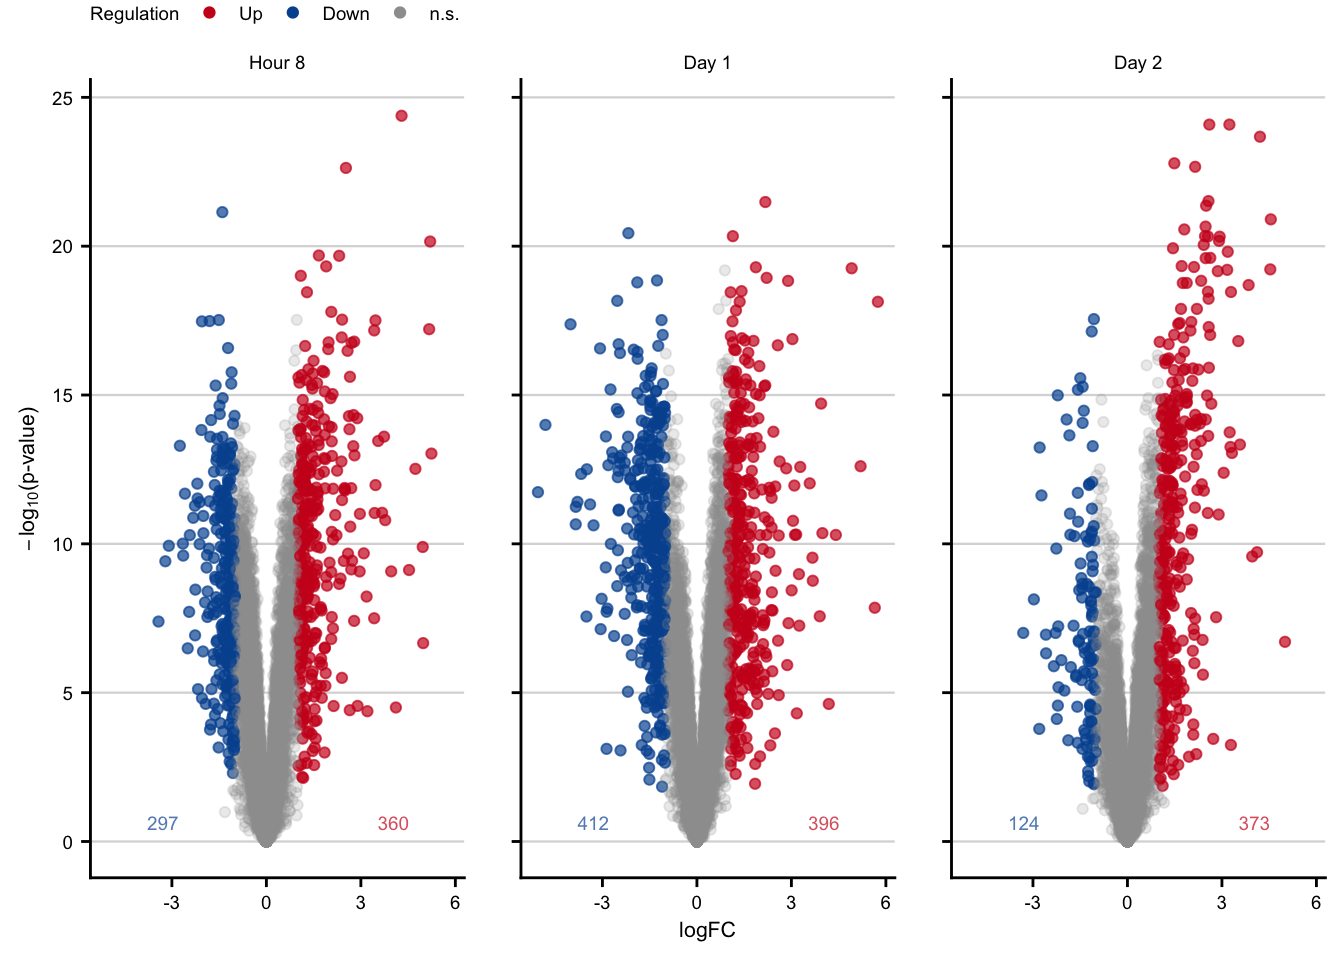 Regulation Up Down n.s.
Hour 8 Day 1 Day 2
25
20
15
10
5
0
− log₁₀(p-value)
297 360 412 396 124 373
-3 0 3 6 -3 0 3 6 -3 0 3 6
logFC